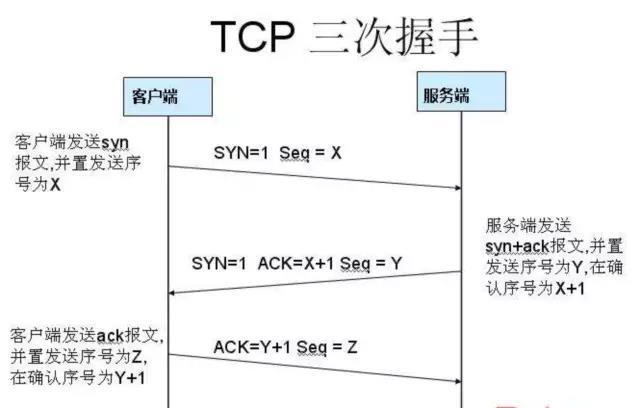 TCP 三次握手
客户端
服务端
客户端发送syn
报文,并置发送序
号为X
SYN=1 Seq = X
服务端发送
syn+ack报文,并置
发送序号为Y,在确
认序号为X+1
SYN=1 ACK=X+1 Seq = Y
客户端发送ack报文,
并置发送序号为Z,
在确认序号为Y+1
ACK=Y+1 Seq = Z